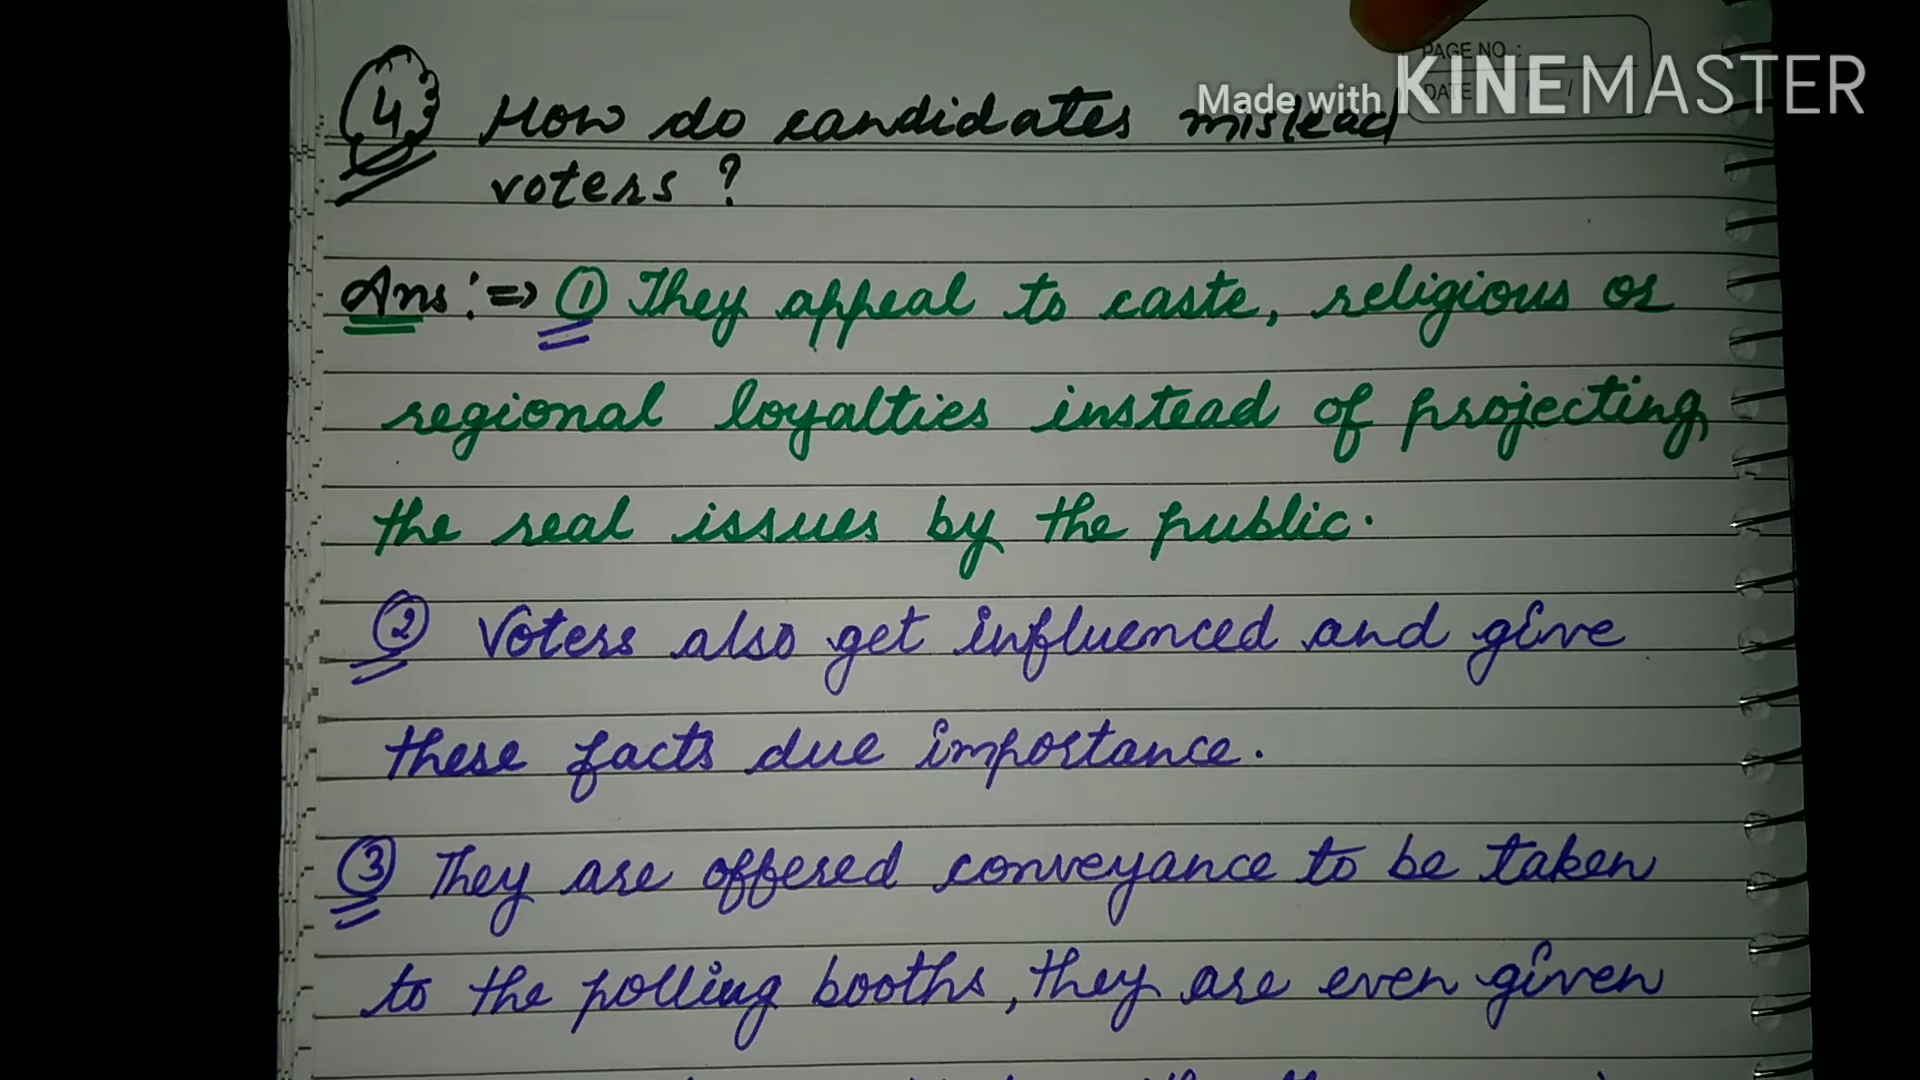 PAGE NO.:
DATE / /
Made with KINEMASTER
4 How do candidates mislead
voters ?
Ans:⇒ ① They appeal to caste, religious or
regional loyalties instead of projecting
the real issues by the public.
② Voters also get influenced and give
these facts due importance.
③ They are offered conveyance to be taken
to the polling booths, they are even given